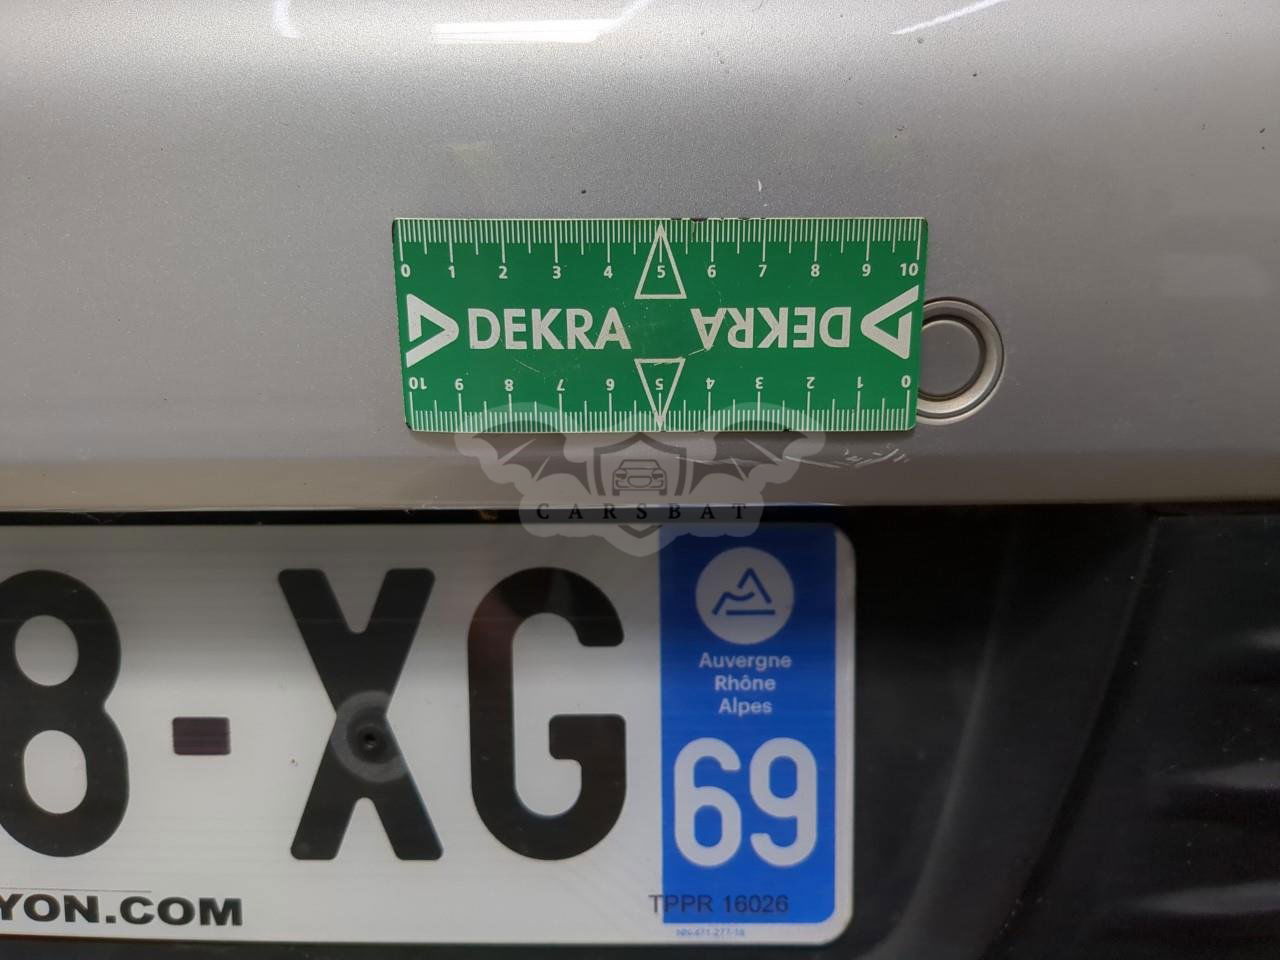 0 1 2 3 4 5 6 7 8 9 10
DEKRA DEKRA
10 9 8 7 6 5 4 3 2 1 0
CARSBAT
8-XG
Auvergne
Rhône
Alpes
69
YON.COM
TPPR 16026